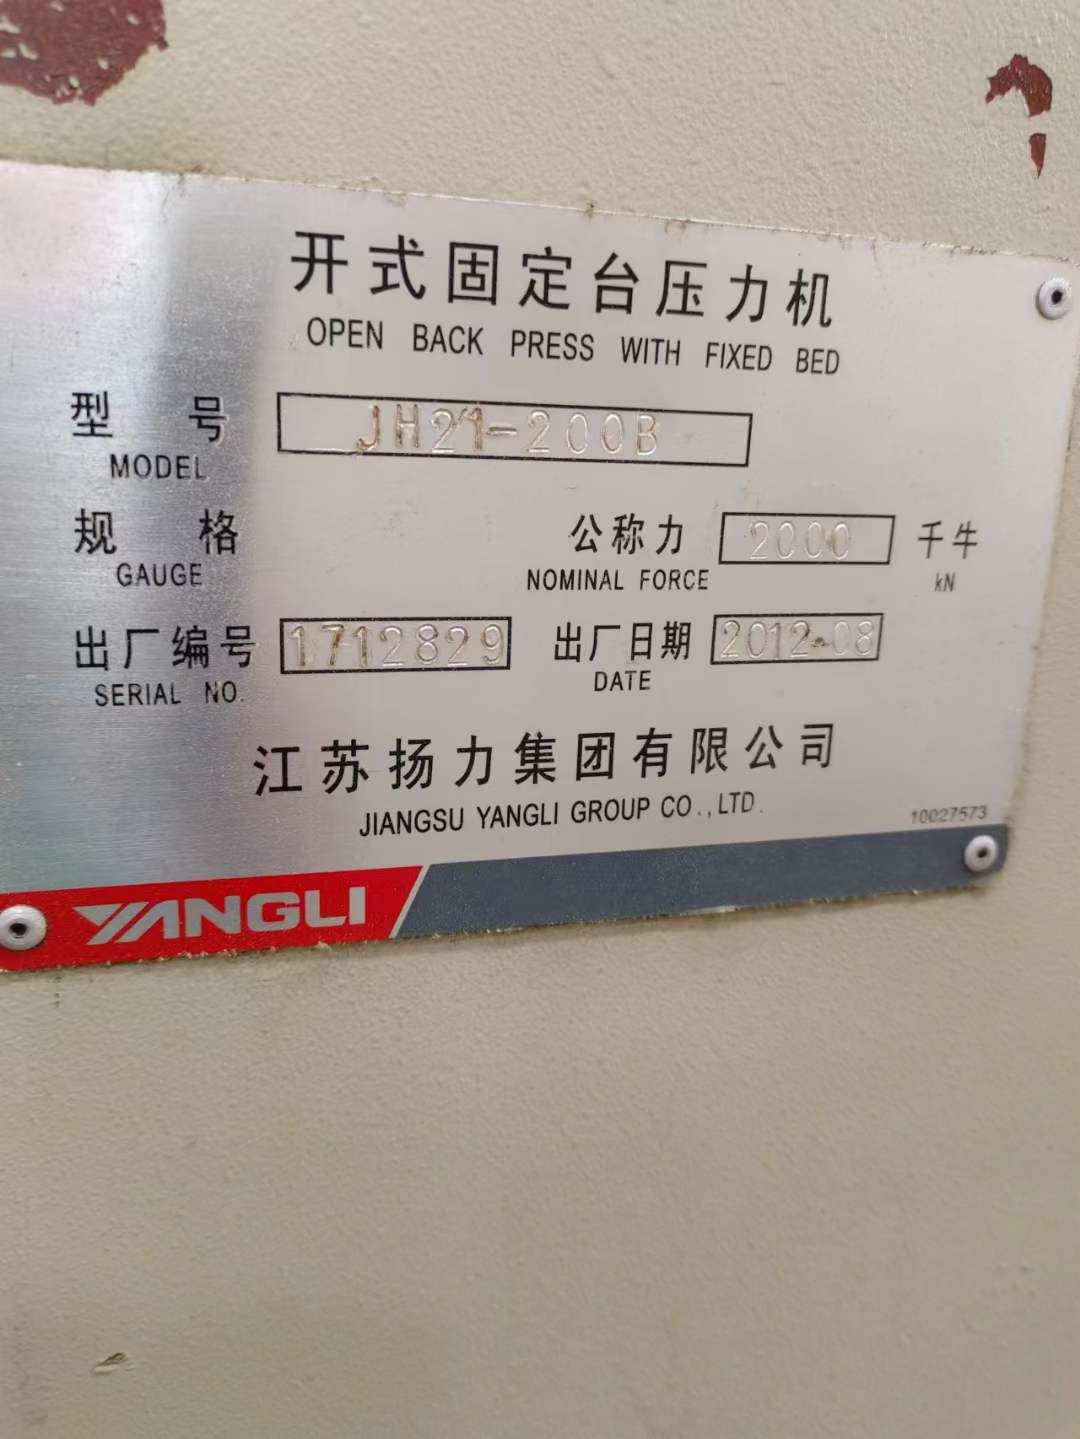 开式固定台压力机
OPEN BACK PRESS WITH FIXED BED
型 号 JH21-200B
MODEL
规 格 公称力 2000 千牛
GAUGE NOMINAL FORCE kN
出厂编号 1712829 出厂日期 2012-08
SERIAL NO. DATE
江苏扬力集团有限公司
JIANGSU YANGLI GROUP CO.,LTD.
10027573
YANGLI